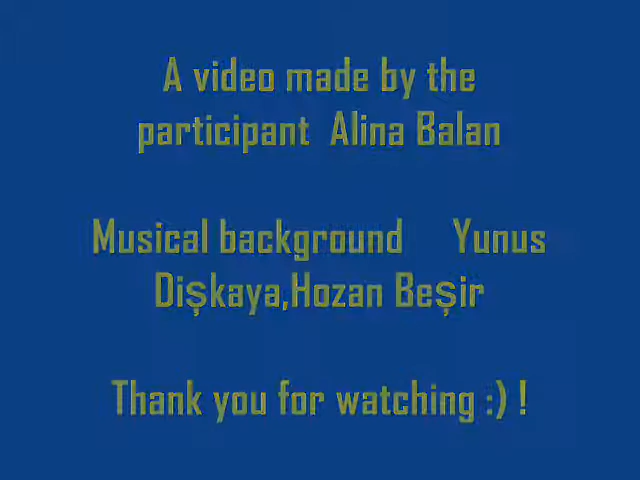 A video made by the
participant Alina Balan
Musical background Yunus
Dişkaya,Hozan Beşir
Thank you for watching :) !